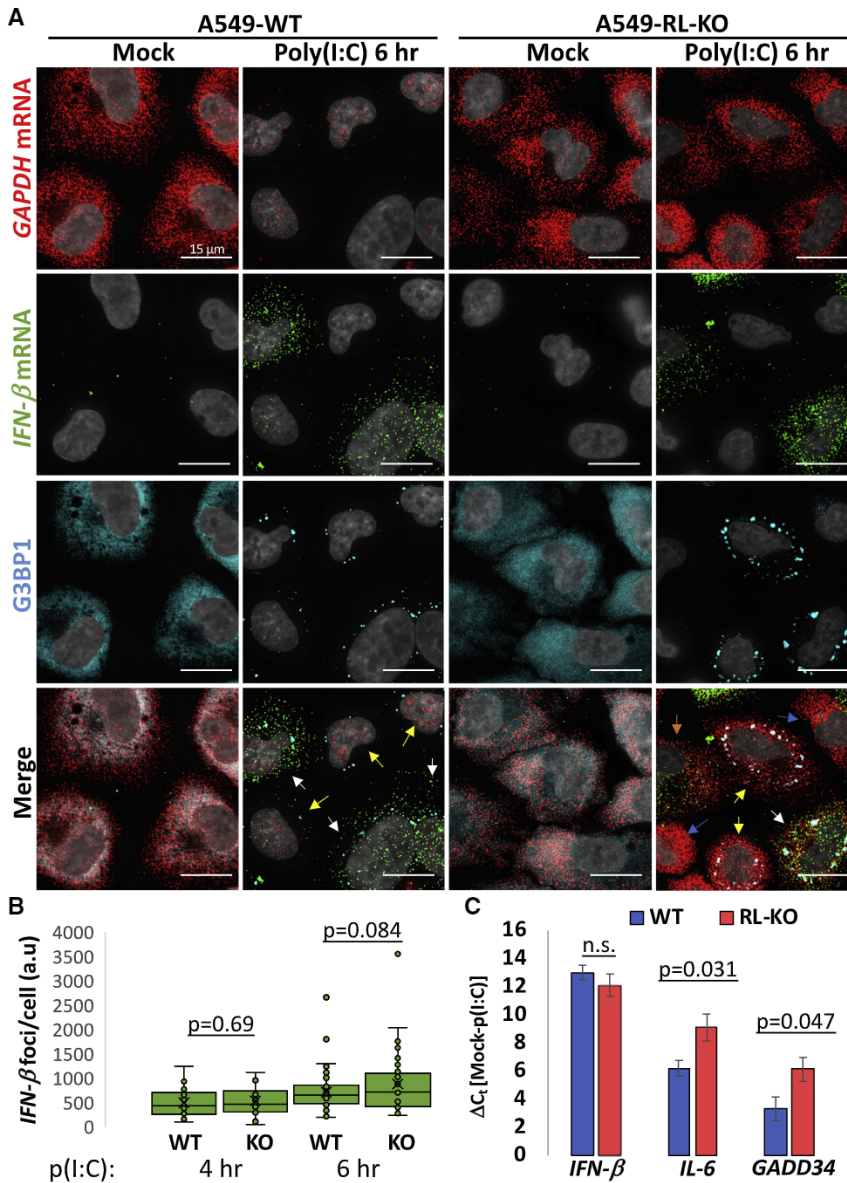 A
A549-WT
A549-RL-KO
Mock
Poly(I:C) 6 hr
Mock
Poly(I:C) 6 hr
GAPDH mRNA
15 µm
IFN-β mRNA
G3BP1
Merge
B
IFN-β foci/cell (a.u)
4000
3500
3000
2500
2000
1500
1000
500
0
p=0.69
p=0.084
WT
KO
WT
KO
p(I:C):
4 hr
6 hr
C
WT
RL-KO
ΔCt [Mock-p(I:C)]
16
14
12
10
8
6
4
2
0
n.s.
p=0.031
p=0.047
IFN-β
IL-6
GADD34